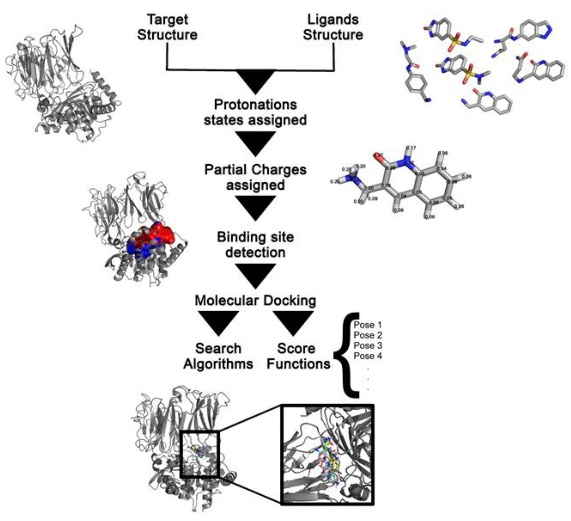 Target
Structure
Ligands
Structure
Protonations
states assigned
Partial Charges
assigned
Binding site
detection
Molecular Docking
Search
Algorithms
Score
Functions
Pose 1
Pose 2
Pose 3
Pose 4
.
.
.